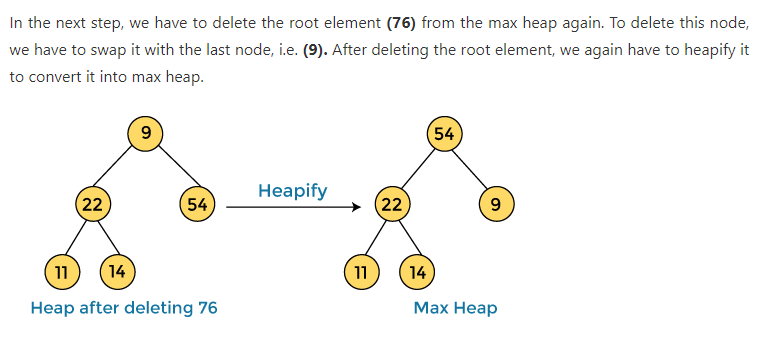 In the next step, we have to delete the root element (76) from the max heap again. To delete this node,
we have to swap it with the last node, i.e. (9). After deleting the root element, we again have to heapify it
to convert it into max heap.
9
54
Heapify
22
54
22
9
11
14
11
14
Heap after deleting 76
Max Heap